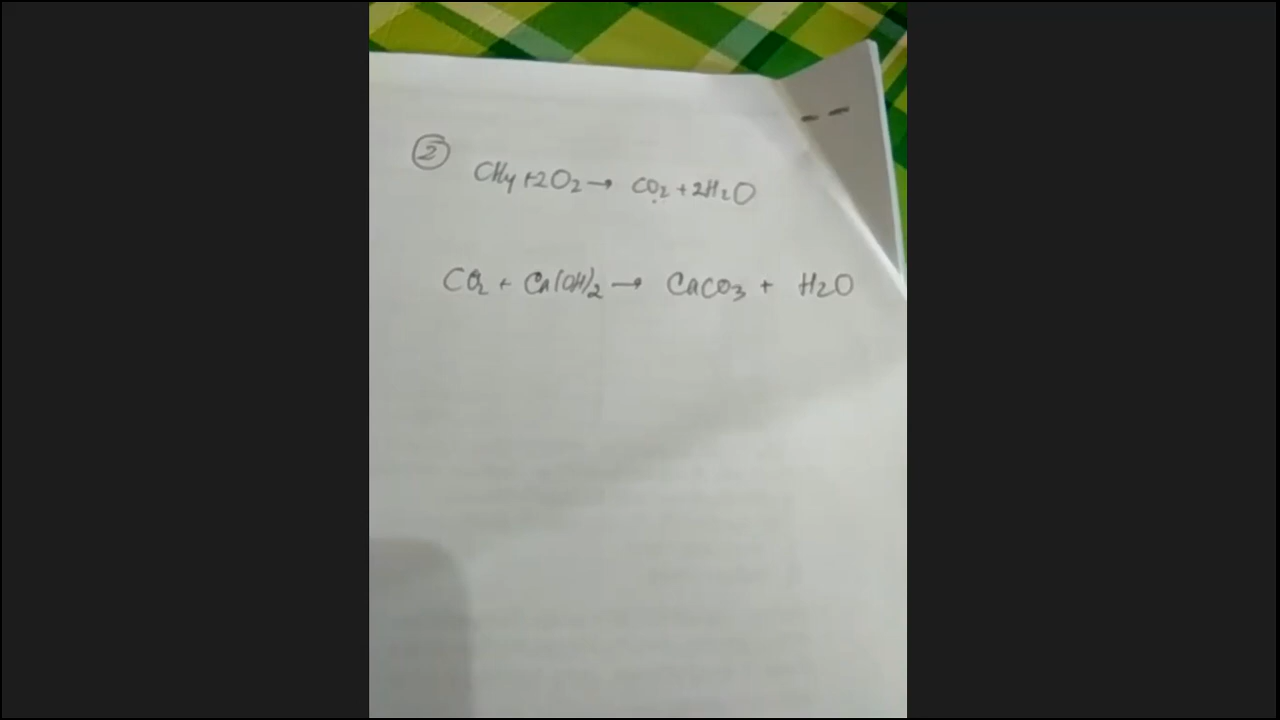 ② CH4 + 2O2 → CO2 + 2H2O
CO2 + Ca(OH)2 → CaCO3 + H2O